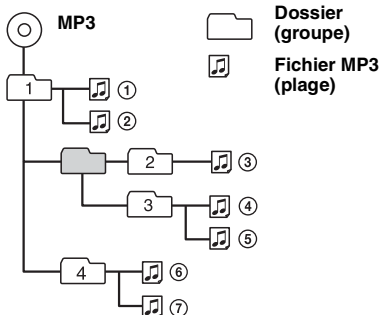 MP3
Dossier
(groupe)
Fichier MP3
(plage)
1
①
②
2
③
3
④
⑤
4
⑥
⑦